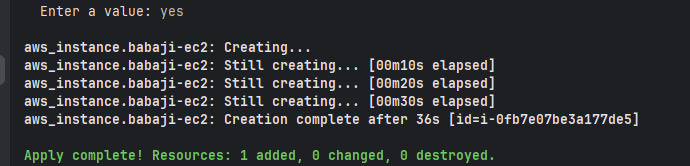 Enter a value: yes
aws_instance.babaji-ec2: Creating...
aws_instance.babaji-ec2: Still creating... [00m10s elapsed]
aws_instance.babaji-ec2: Still creating... [00m20s elapsed]
aws_instance.babaji-ec2: Still creating... [00m30s elapsed]
aws_instance.babaji-ec2: Creation complete after 36s [id=i-0fb7e07be3a177de5]
Apply complete! Resources: 1 added, 0 changed, 0 destroyed.